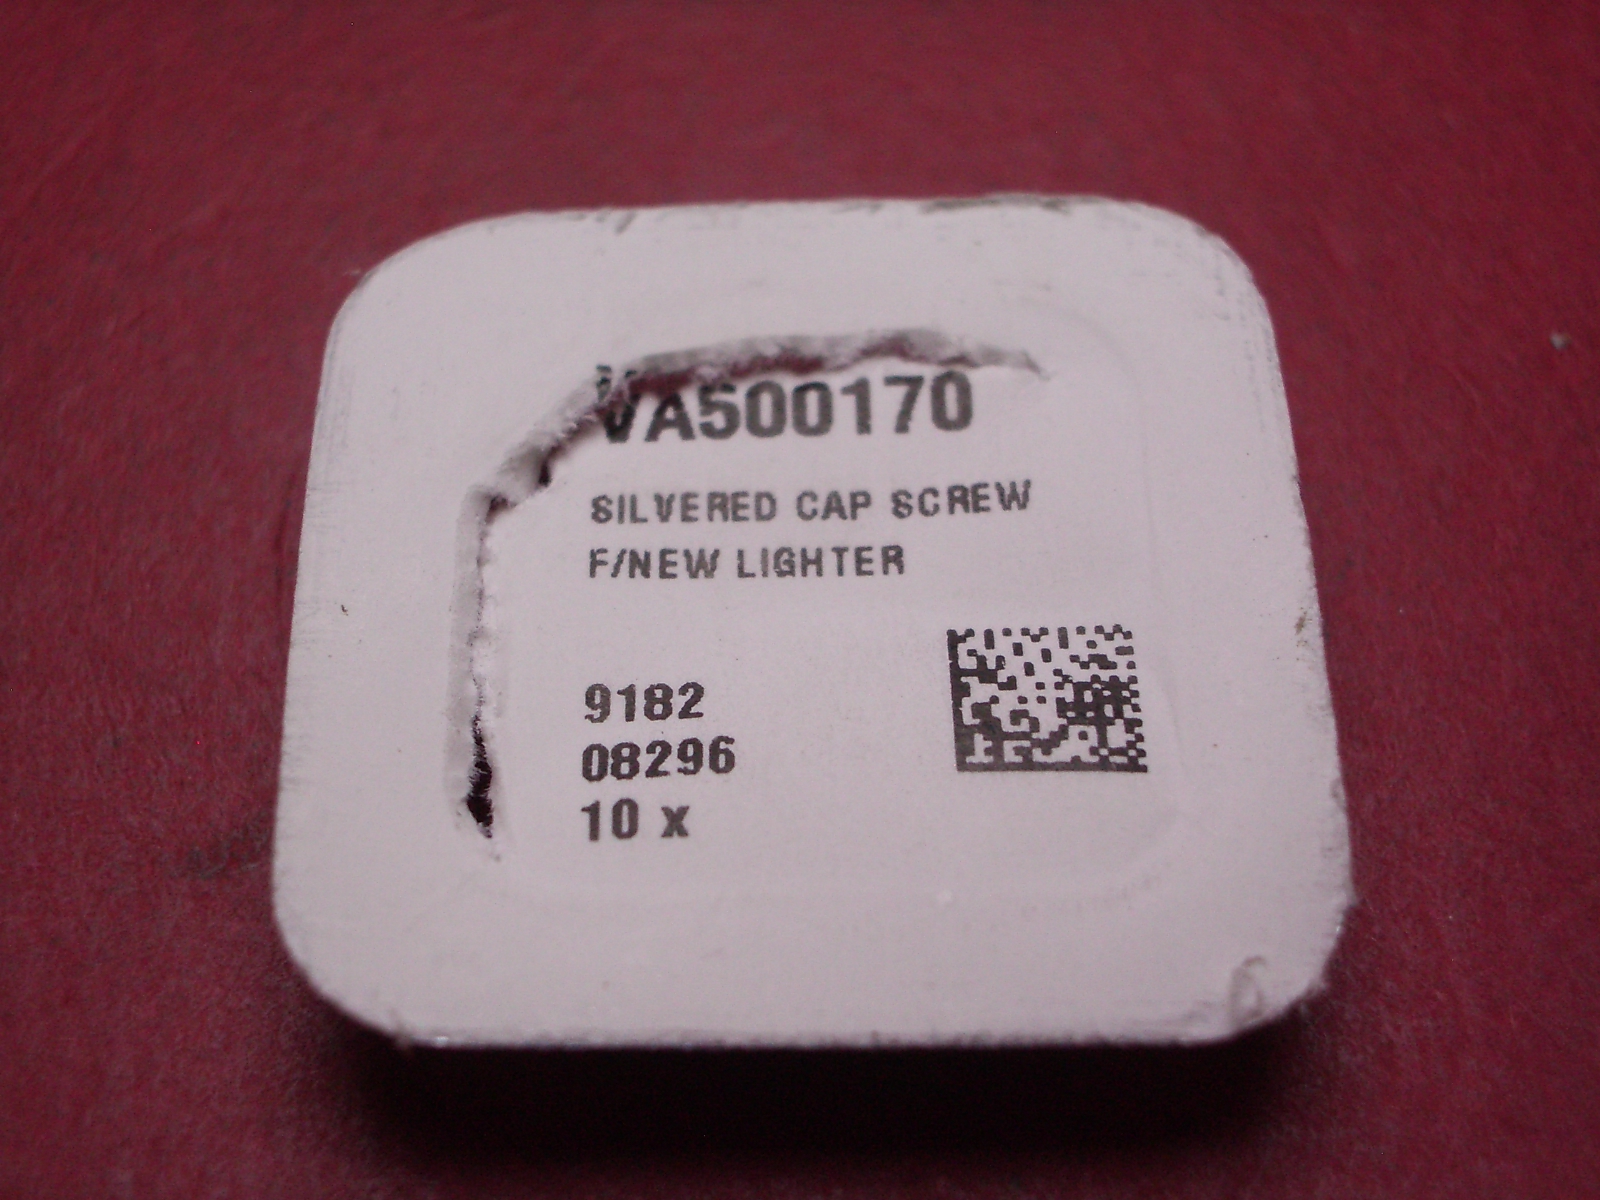 VA500170
SILVERED CAP SCREW
F/NEW LIGHTER
9182
08296
10 x